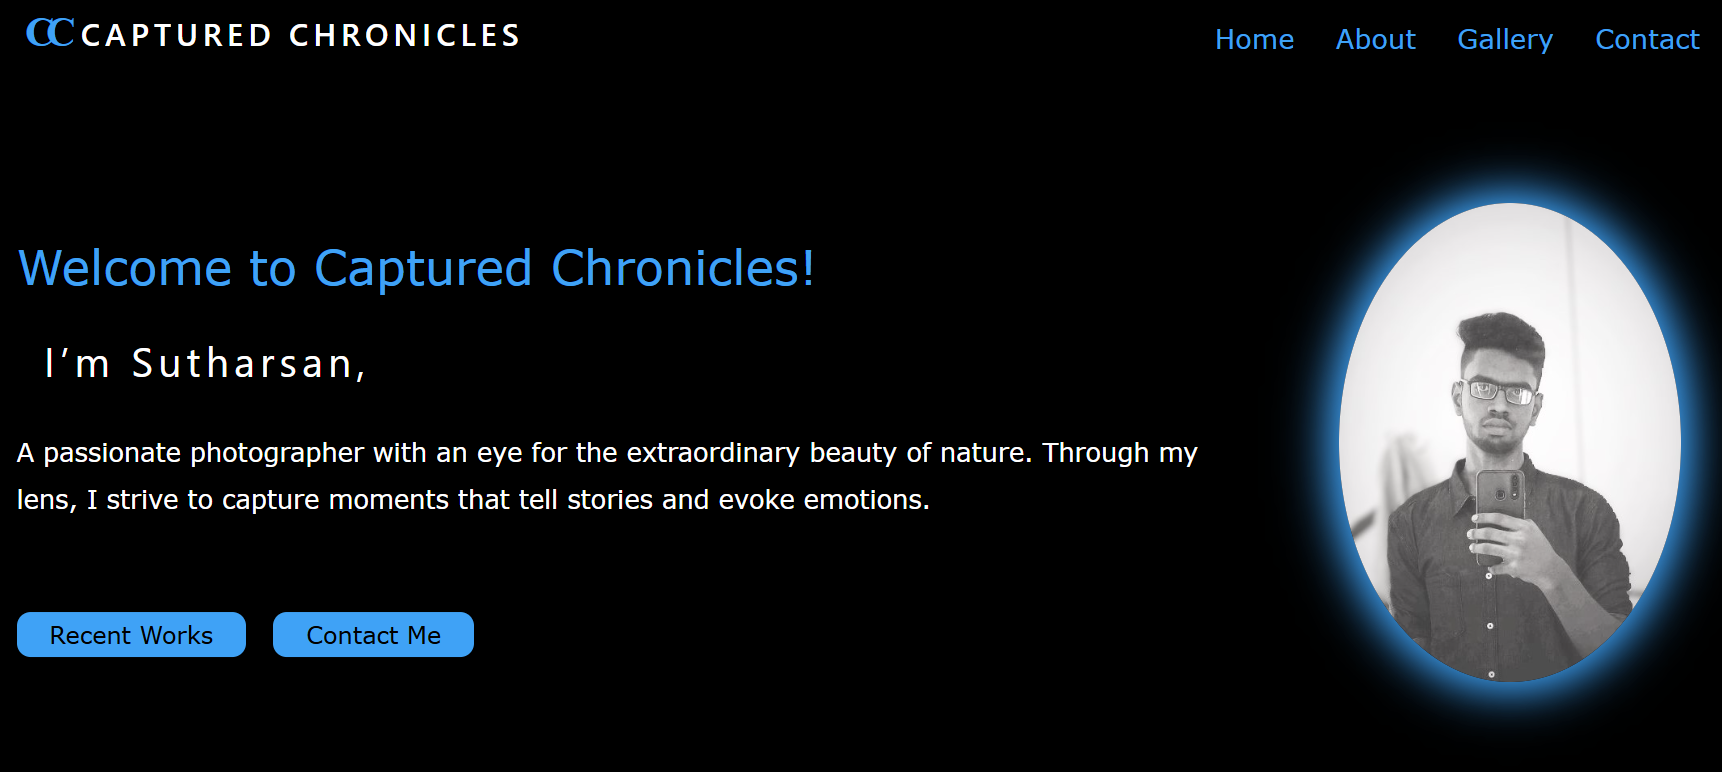 CC CAPTURED CHRONICLES
Home About Gallery Contact
Welcome to Captured Chronicles!
I’m Sutharsan,
A passionate photographer with an eye for the extraordinary beauty of nature. Through my
lens, I strive to capture moments that tell stories and evoke emotions.
Recent Works Contact Me